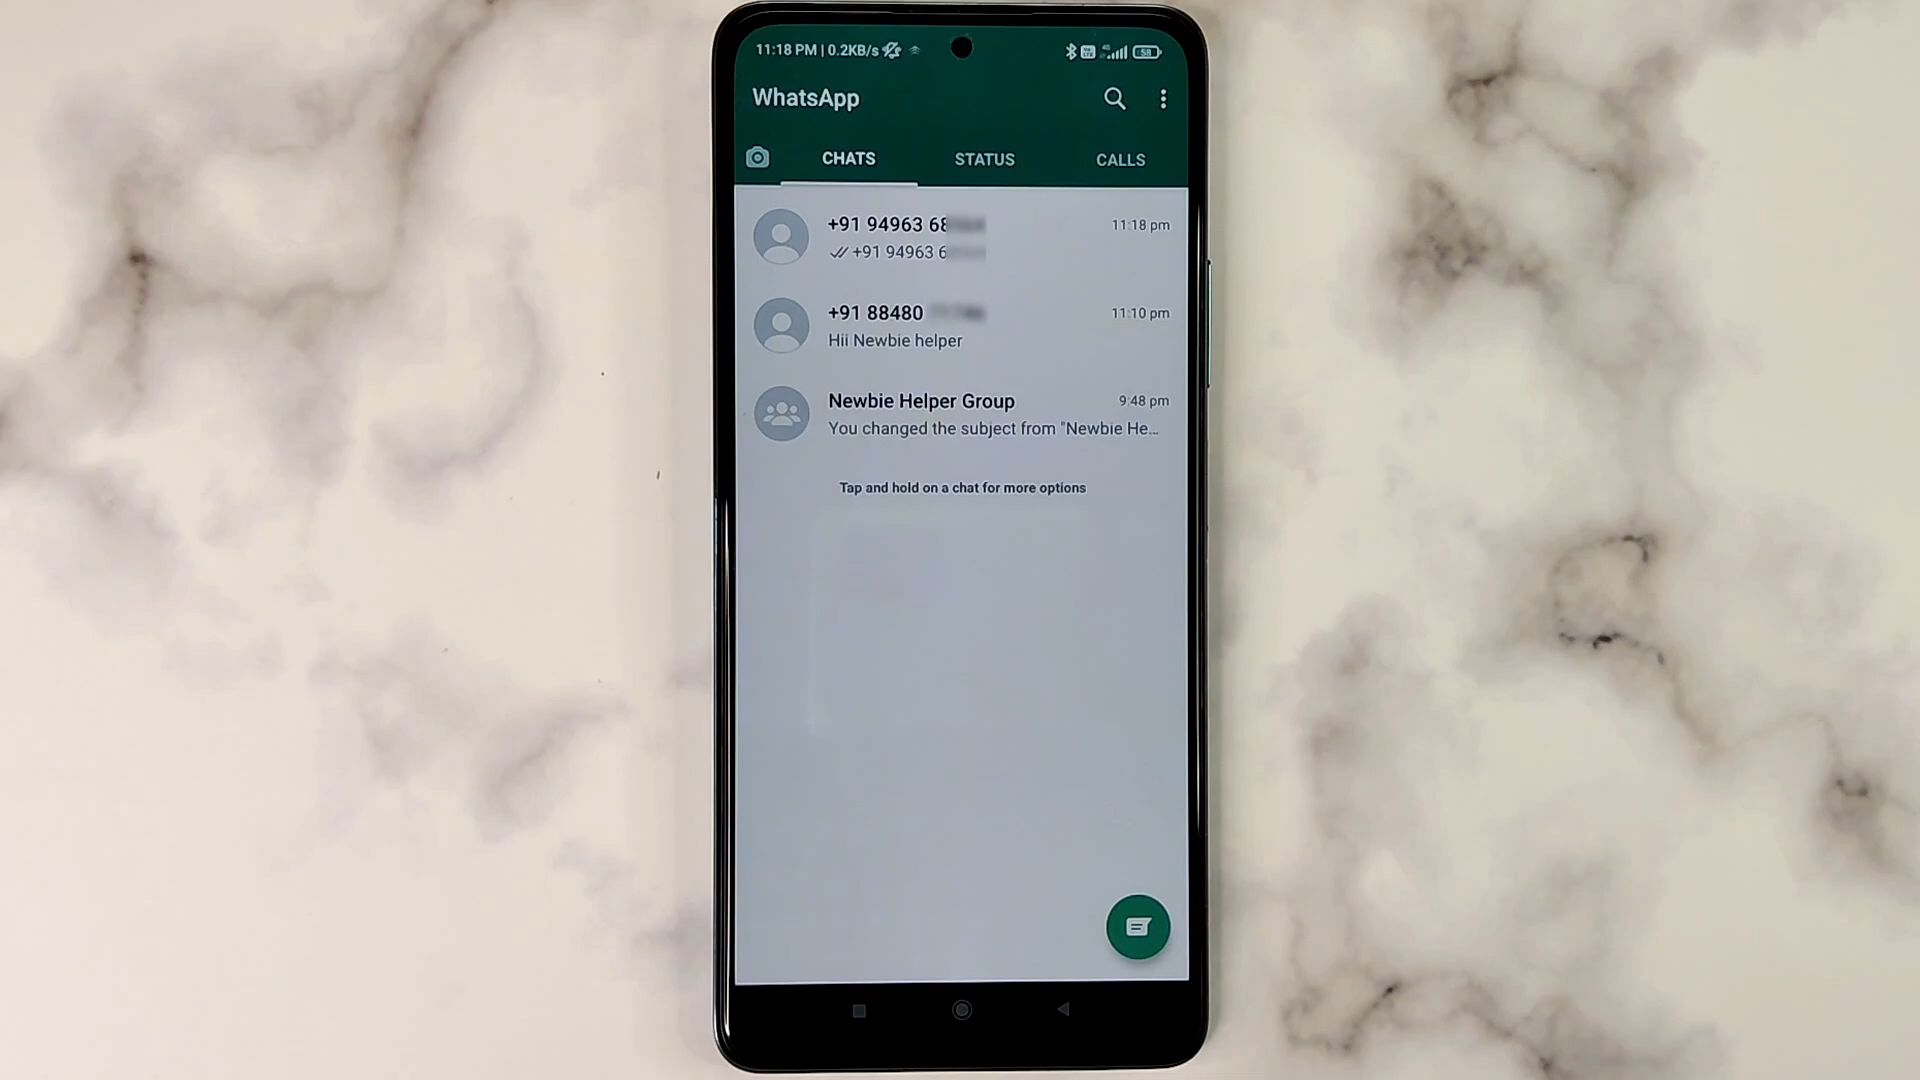 11:18 PM | 0.2KB/s 4G 58
WhatsApp
CHATS STATUS CALLS
+91 94963 68 11:18 pm
+91 94963 6
+91 88480 11:10 pm
Hii Newbie helper
Newbie Helper Group 9:48 pm
You changed the subject from "Newbie He...
Tap and hold on a chat for more options